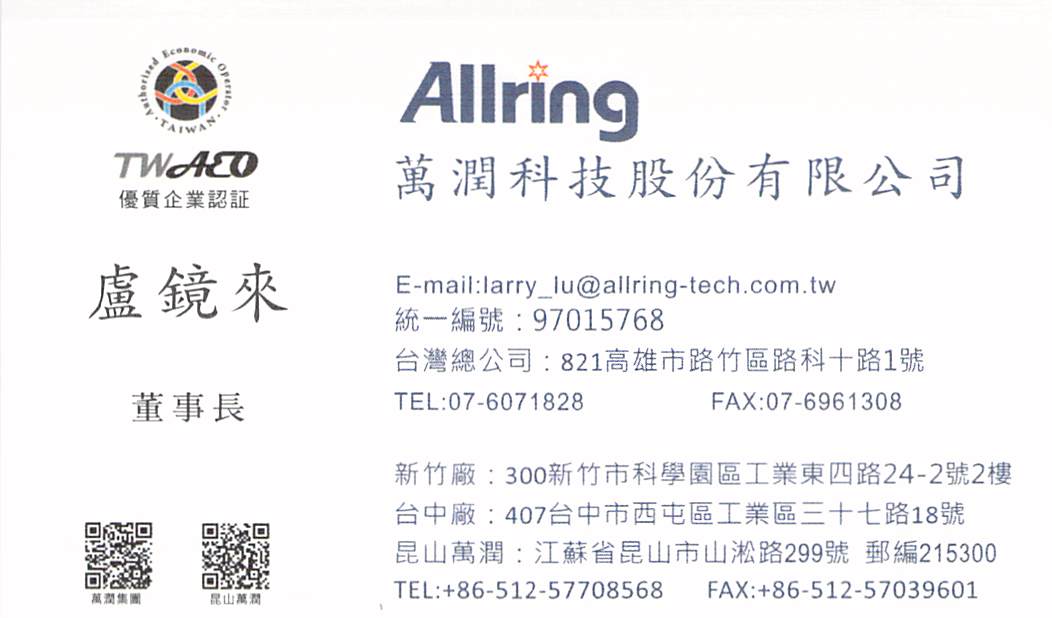 Authorised Economic Operator
TAIWAN
TWAEO
優質企業認証
盧鏡來
董事長
萬潤集團
昆山萬潤
Allring
萬潤科技股份有限公司
E-mail:larry_lu@allring-tech.com.tw
統一編號：97015768
台灣總公司：821高雄市路竹區路科十路1號
TEL:07-6071828 FAX:07-6961308
新竹廠：300新竹市科學園區工業東四路24-2號2樓
台中廠：407台中市西屯區工業區三十七路18號
昆山萬潤：江蘇省昆山市山淞路299號 郵編215300
TEL:+86-512-57708568 FAX:+86-512-57039601